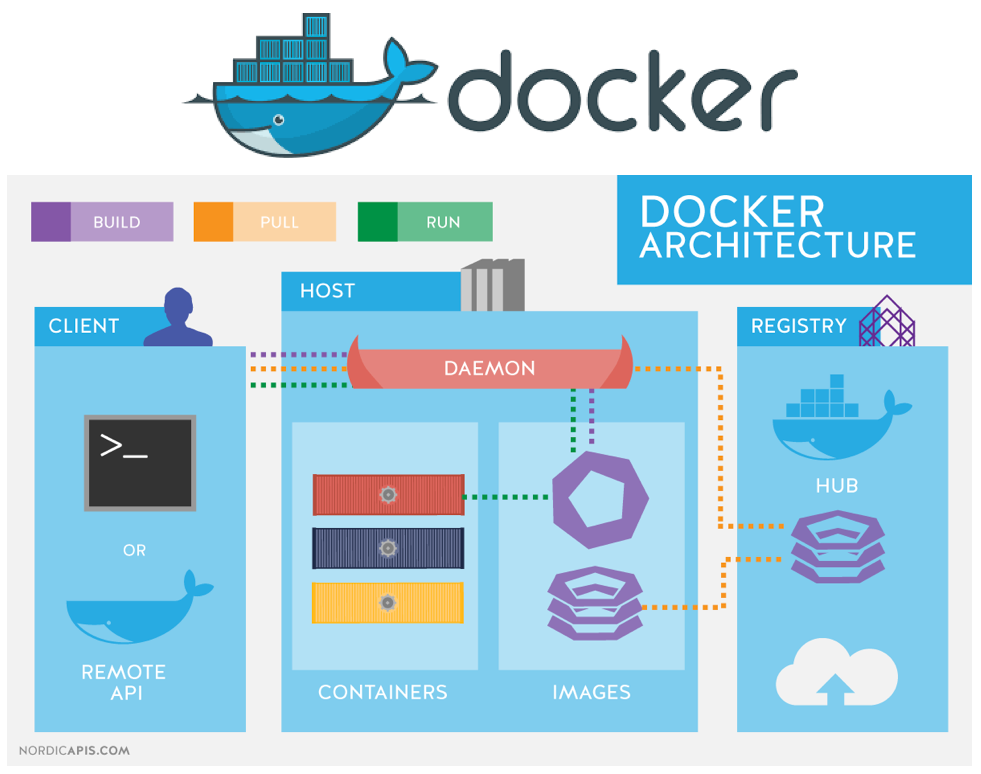 docker
BUILD
PULL
RUN
DOCKER
ARCHITECTURE
CLIENT
HOST
REGISTRY
DAEMON
>_
OR
REMOTE
API
CONTAINERS
IMAGES
HUB
NORDICAPIS.COM